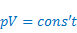 pV = cons't